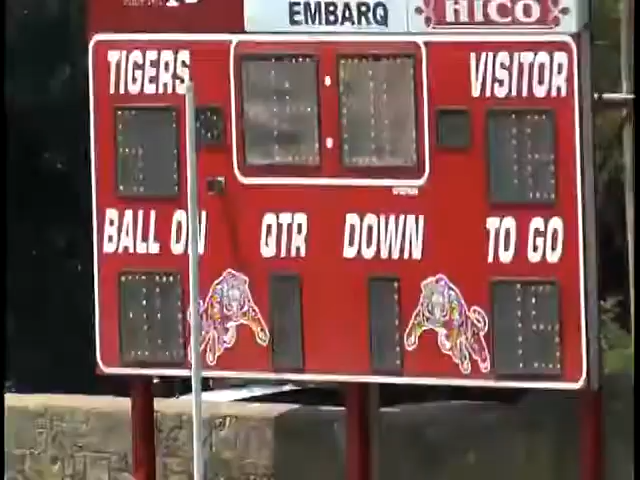 EMBARQ HICO
TIGERS VISITOR
BALL ON QTR DOWN TO GO